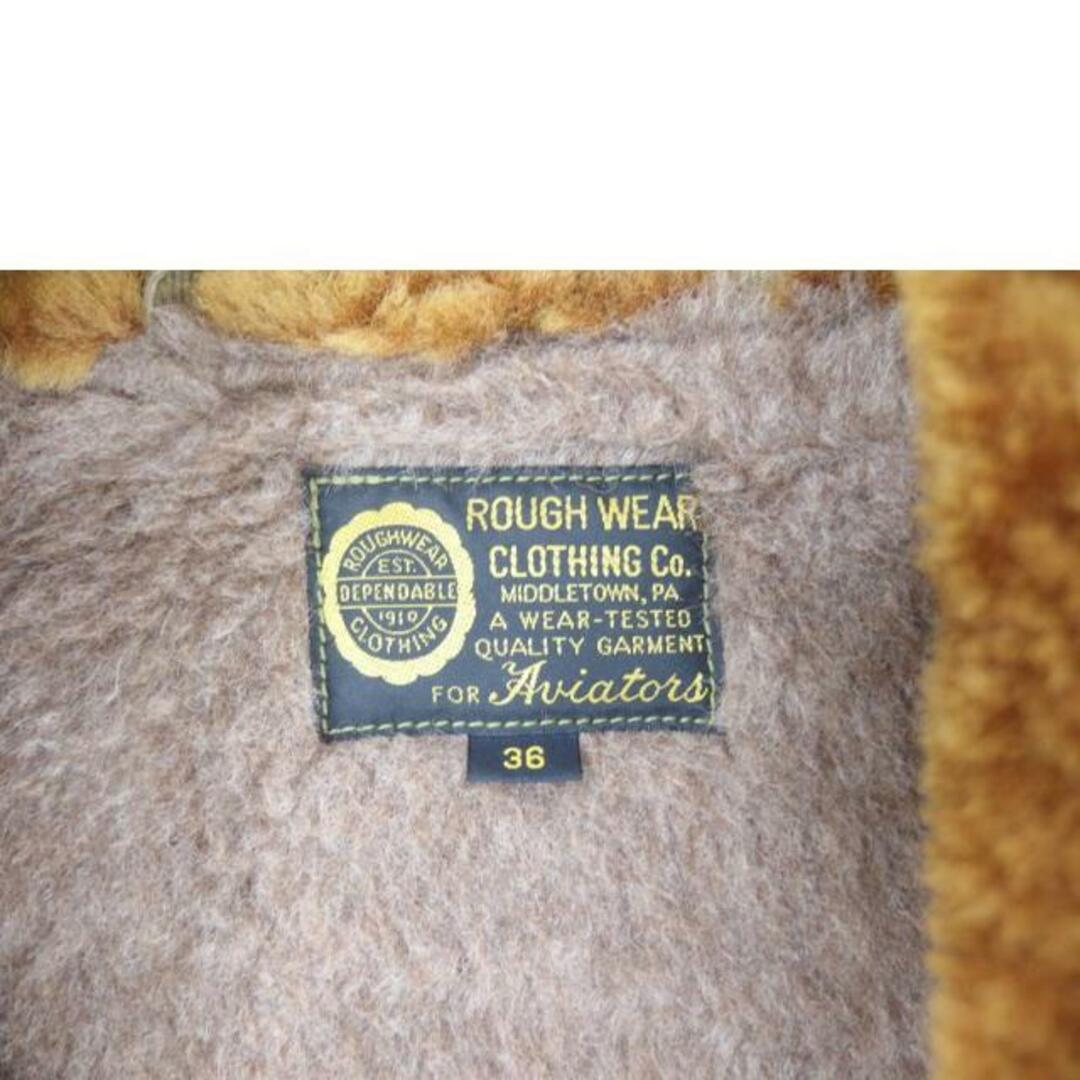 ROUGHWEAR
EST.
DEPENDABLE
1910
CLOTHING
ROUGH WEAR
CLOTHING Co.
MIDDLETOWN, PA
A WEAR-TESTED
QUALITY GARMENT
FOR Aviators
36